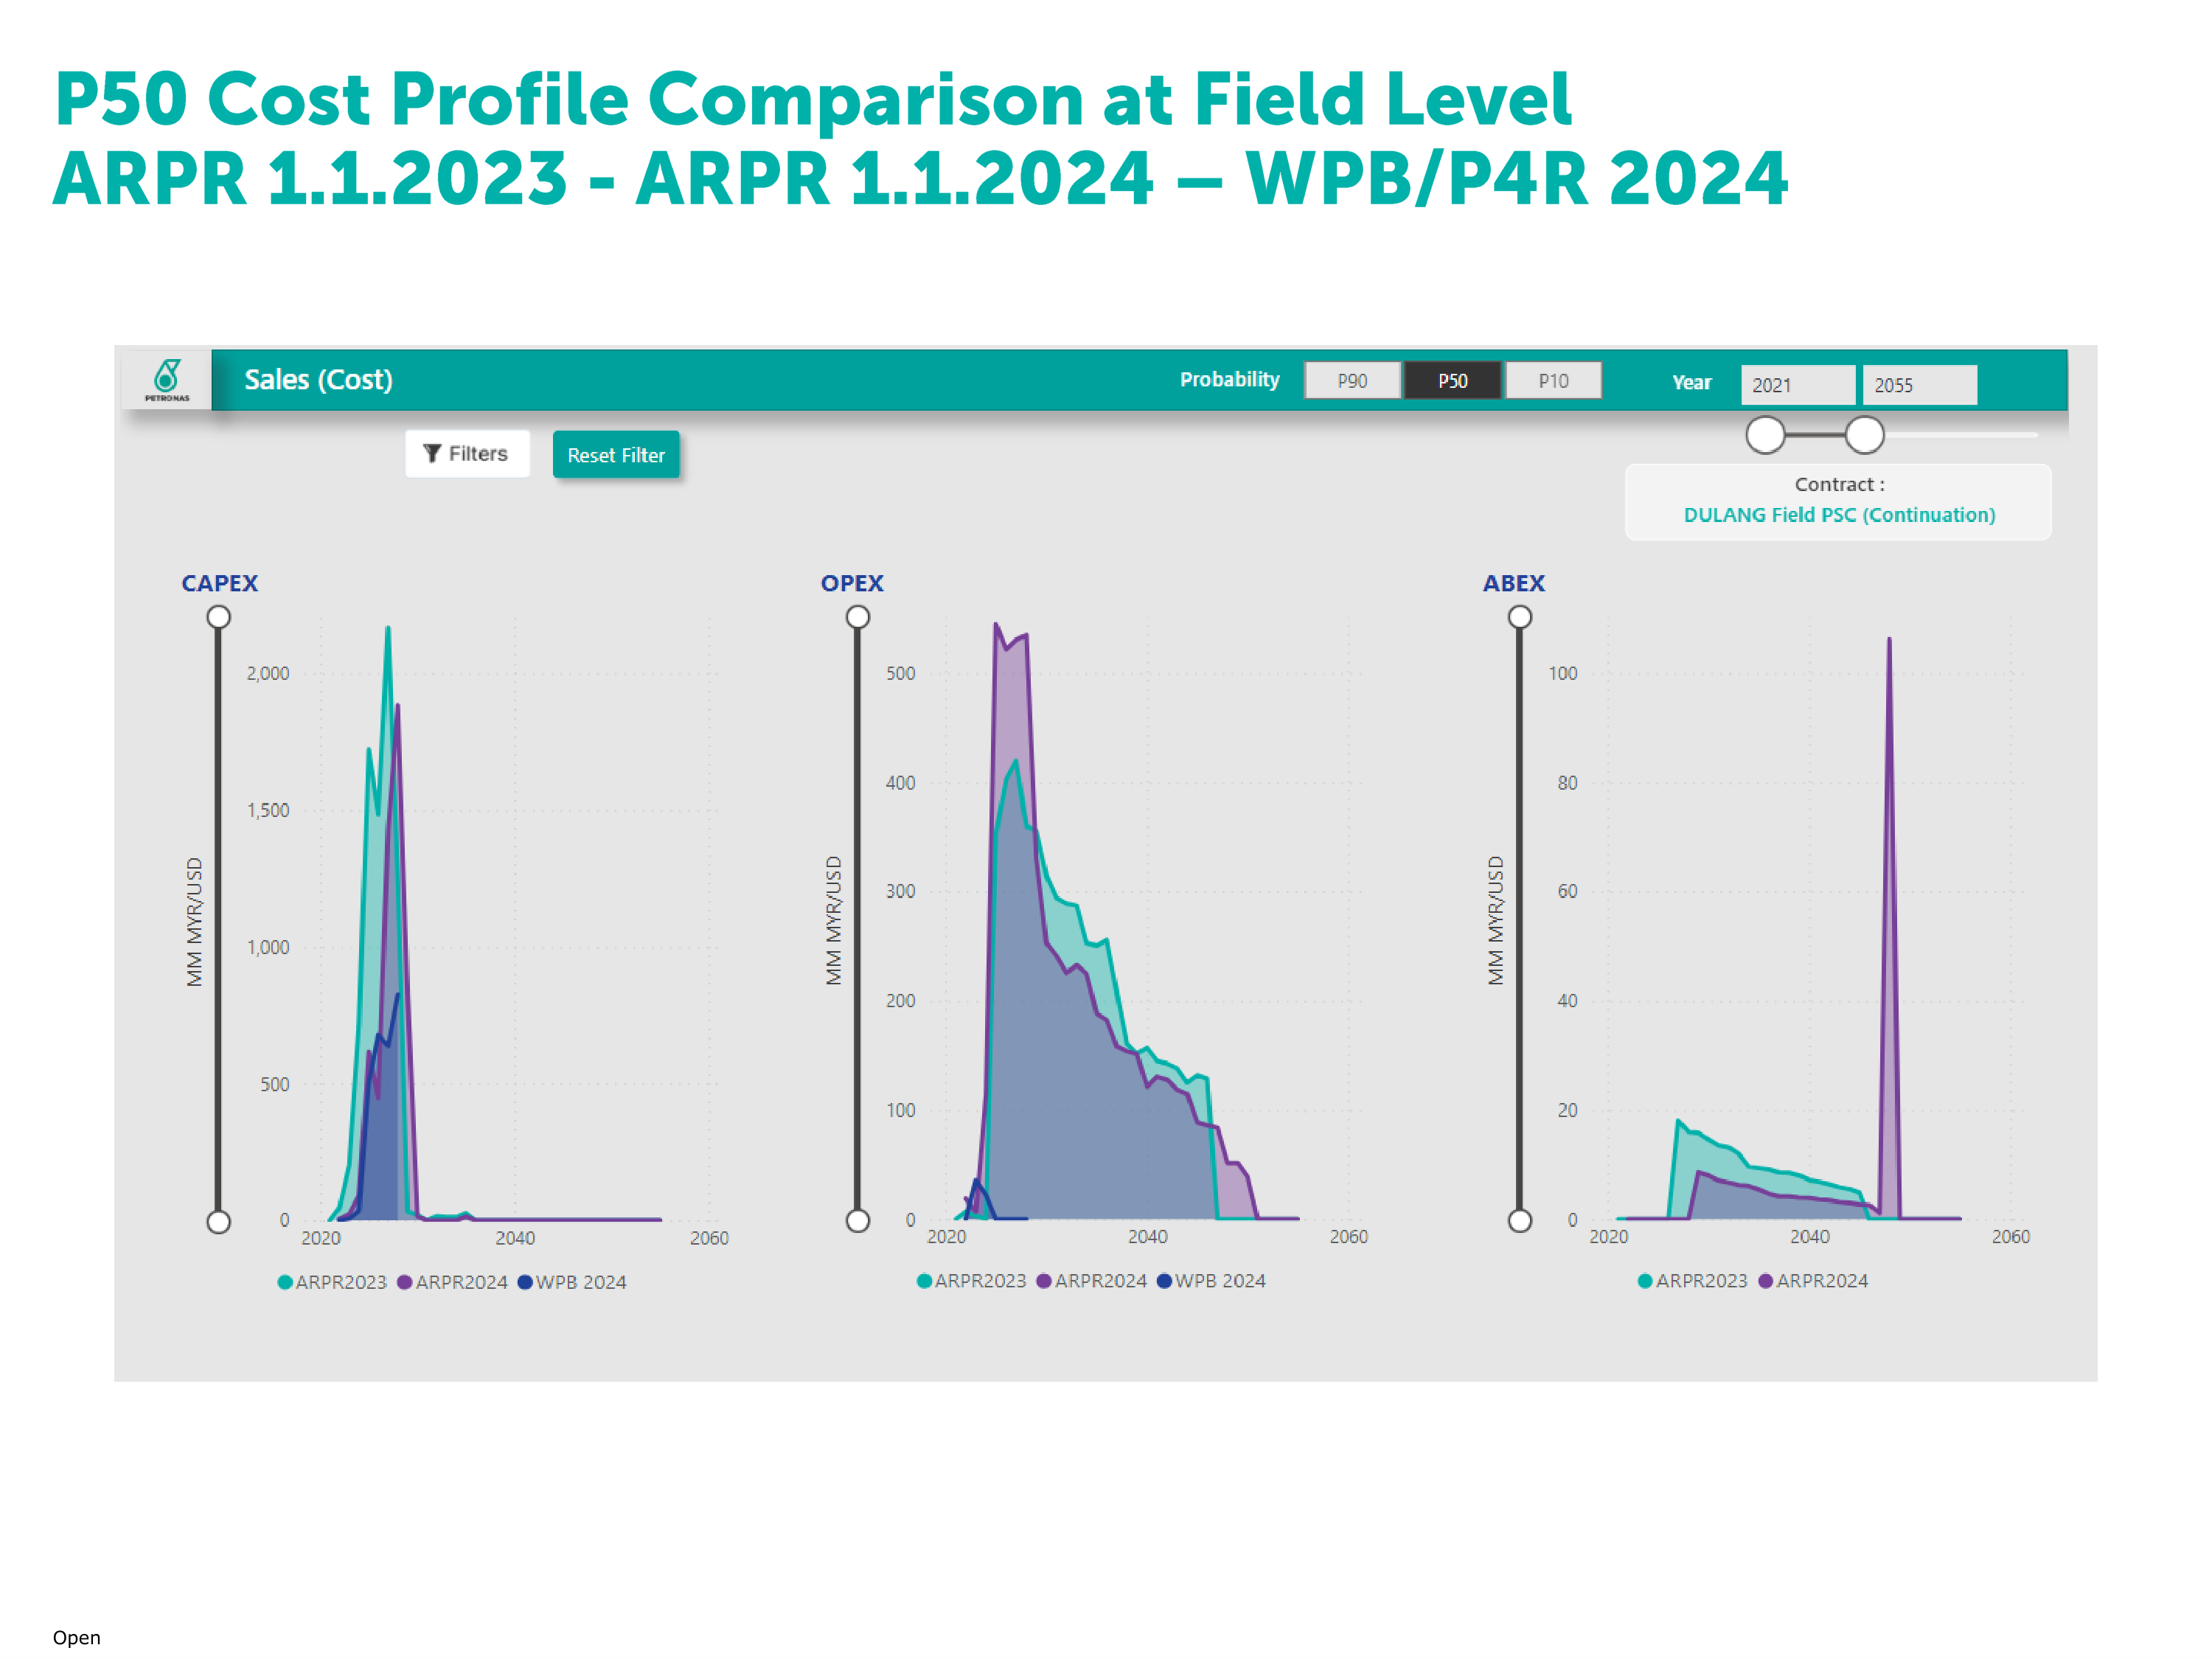 P50 Cost Profile Comparison at Field Level
ARPR 1.1.2023 - ARPR 1.1.2024 – WPB/P4R 2024
PETRONAS
Sales (Cost)
Probability
P90
P50
P10
Year
2021
2055
Filters
Reset Filter
Contract :
DULANG Field PSC (Continuation)
CAPEX
MM MYR/USD
2,000
1,500
1,000
500
0
2020
2040
2060
ARPR2023
ARPR2024
WPB 2024
OPEX
MM MYR/USD
500
400
300
200
100
0
2020
2040
2060
ARPR2023
ARPR2024
WPB 2024
ABEX
MM MYR/USD
100
80
60
40
20
0
2020
2040
2060
ARPR2023
ARPR2024
Open